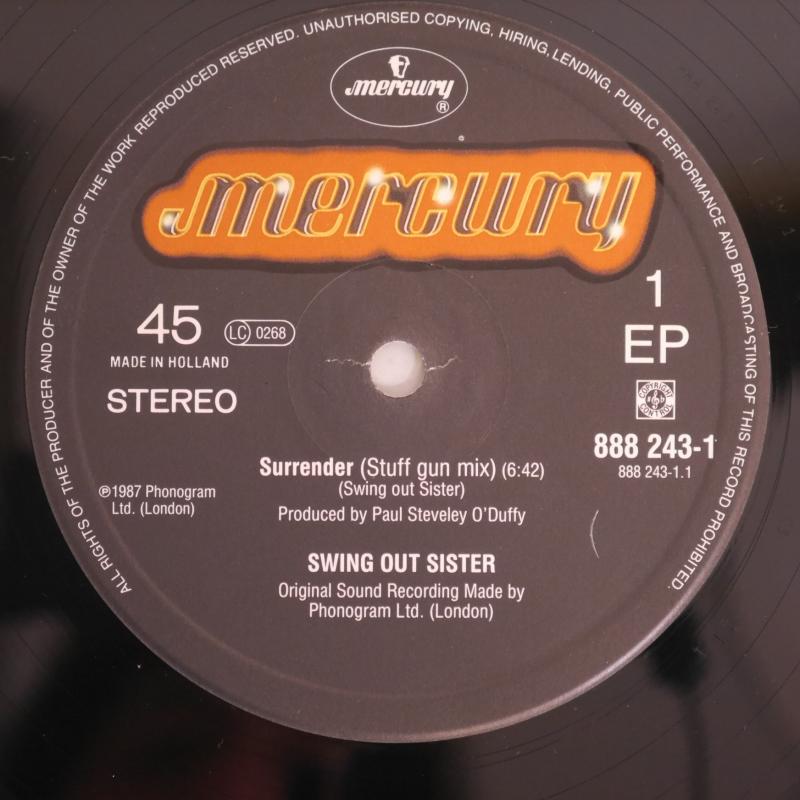 ALL RIGHTS OF THE PRODUCER AND OF THE OWNER OF THE WORK REPRODUCED RESERVED. UNAUTHORISED COPYING, HIRING, LENDING, PUBLIC PERFORMANCE AND BROADCASTING OF THIS RECORD PROHIBITED.
mercury
®
mercury
45 LC 0268
MADE IN HOLLAND
STEREO
1
EP
COPYRIGHT
CONTROL
888 243-1
888 243-1.1
Surrender (Stuff gun mix) (6:42)
(Swing out Sister)
Produced by Paul Steveley O'Duffy
℗1987 Phonogram
Ltd. (London)
SWING OUT SISTER
Original Sound Recording Made by
Phonogram Ltd. (London)